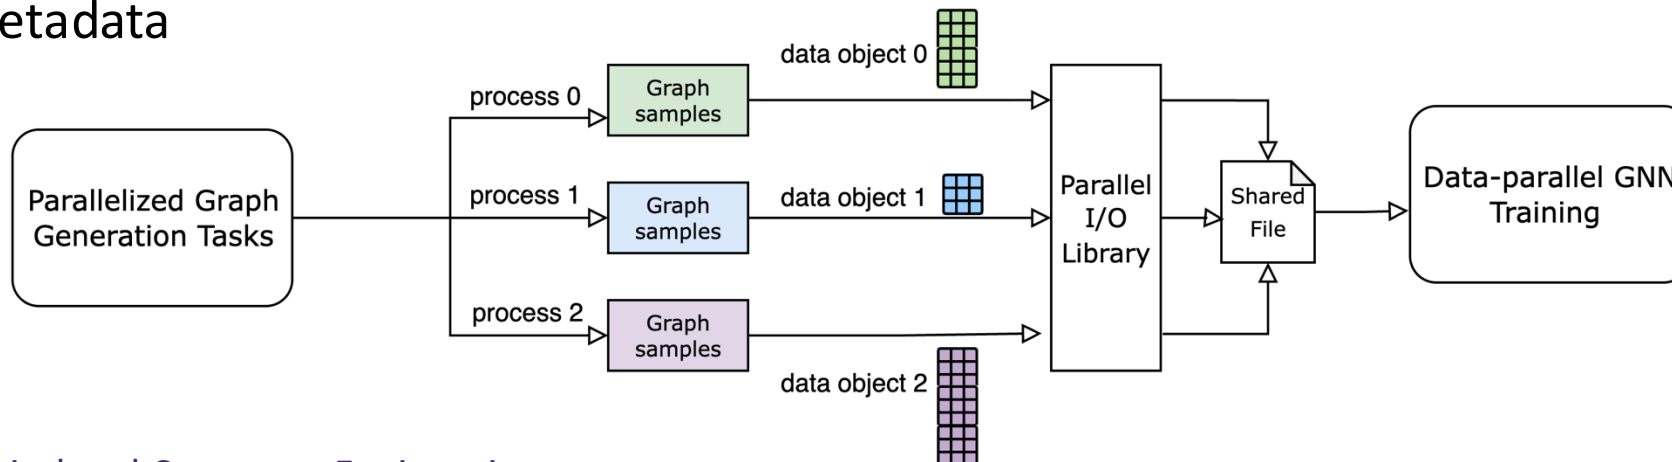 etadata
data object 0
process 0
Graph
samples
Parallelized Graph
Generation Tasks
process 1
Graph
samples
data object 1
Parallel
I/O
Library
Shared
File
Data-parallel GNN
Training
process 2
Graph
samples
data object 2